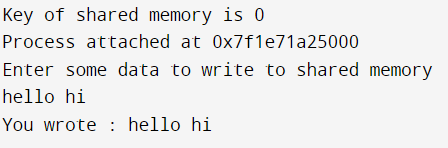 Key of shared memory is 0
Process attached at 0x7f1e71a25000
Enter some data to write to shared memory
hello hi
You wrote : hello hi